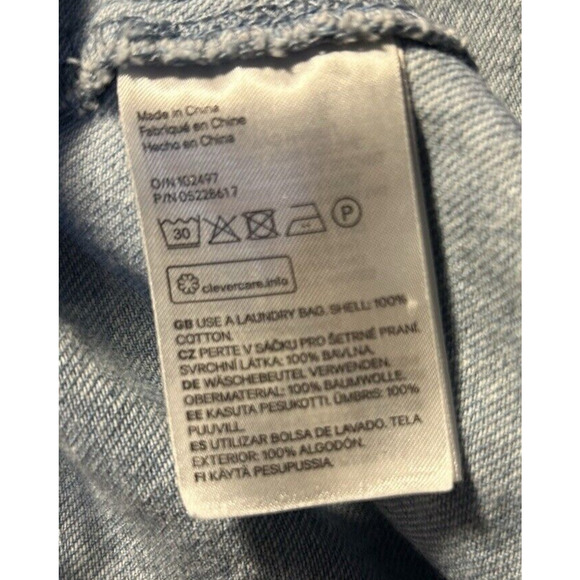 Made in China
Fabriqué en Chine
Hecho en China
O/N 102497
P/N 05228617
30
P
clevercare.info
GB USE A LAUNDRY BAG. SHELL: 100%
COTTON.
CZ PERTE V SÁČKU PRO ŠETRNÉ PRANÍ.
SVRCHNÍ LÁTKA: 100% BAVLNA.
DE WÄSCHEBEUTEL VERWENDEN.
OBERMATERIAL: 100% BAUMWOLLE.
EE KASUTA PESUKOTTI. ÜMBRIS: 100%
PUUVILL.
ES UTILIZAR BOLSA DE LAVADO. TELA
EXTERIOR: 100% ALGODÓN.
FI KÄYTÄ PESUPUSSIA.